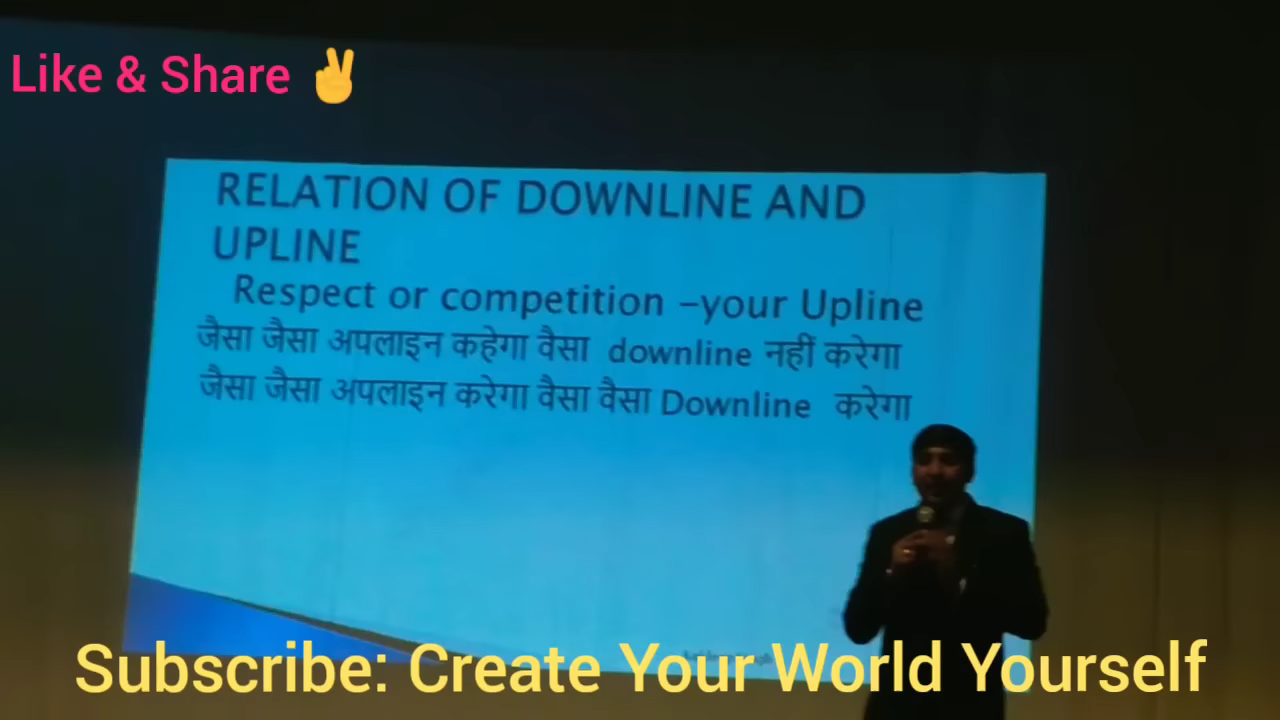 Like & Share ✌
RELATION OF DOWNLINE AND
UPLINE
Respect or competition –your Upline
जैसा जैसा अपलाइन कहेगा वैसा downline नहीं करेगा
जैसा जैसा अपलाइन करेगा वैसा वैसा Downline करेगा
Subscribe: Create Your World Yourself